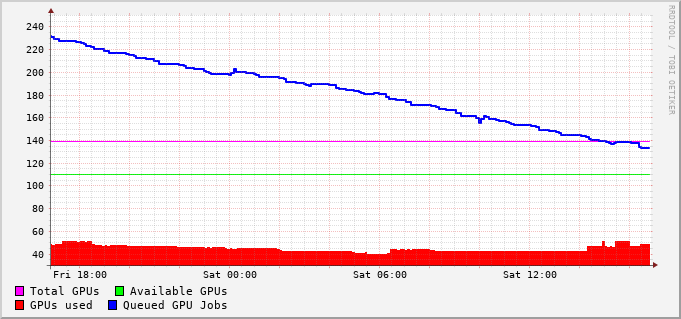 RRDTOOL / TOBI OETIKER
240
220
200
180
160
140
120
100
80
60
40
Fri 18:00 Sat 00:00 Sat 06:00 Sat 12:00
Total GPUs Available GPUs
GPUs used Queued GPU Jobs